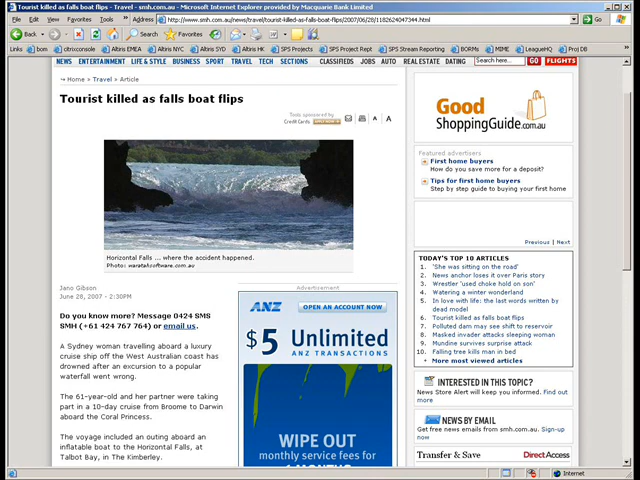 Tourist killed as falls boat flips - Travel - smh.com.au - Microsoft Internet Explorer provided by Macquarie Bank Limited
File Edit View Favorites Tools Address http://www.smh.com.au/news/travel/tourist-killed-as-falls-boat-flips/2007/06/28/1182624047344.html Go
Back Search Favorites
Links bom citrixconsole Altiris AEMEA Altiris NYC Altiris HK SPS Projects SPS Project Rept SPS Stream Reporting BORMs MIME LeagueHQ Proj DB
NEWS ENTERTAINMENT LIFE & STYLE BUSINESS SPORT TRAVEL TECH SECTIONS CLASSIFIEDS JOBS AUTO REAL ESTATE DATING Search here... GO FLIGHTS
Home » Travel » Article
Tourist killed as falls boat flips
Tools sponsored by
Credit Cards
A A
Horizontal Falls ... where the accident happened.
Photo: waratahsoftware.com.au
Jano Gibson
June 28, 2007 - 2:30PM
Do you know more? Message 0424 SMS
SMH (+61 424 767 764) or email us.
A Sydney woman travelling aboard a luxury
cruise ship off the West Australian coast has
drowned after an excursion to a popular
waterfall went wrong.
The 61-year-old and her partner were taking
part in a 10-day cruise from Broome to Darwin
aboard the Coral Princess.
The voyage included an outing aboard an
inflatable boat to the Horizontal Falls, at
Talbot Bay, in The Kimberley.
Advertisement
ANZ OPEN AN ACCOUNT NOW
$5 Unlimited
ANZ TRANSACTIONS
WIPE OUT
monthly service fees for
Good
ShoppingGuide.com.au
Featured advertisers
First home buyers
How do you save more for a deposit?
Tips for first home buyers
Step by step guide to buying your first home
Previous | Next
TODAY'S TOP 10 ARTICLES
1. 'She was sitting on the road'
2. News anchor loses it over Paris story
3. Wrestler 'used choke hold on son'
4. Watering a winter wonderland
5. In love with life: the last words written by
dead model
6. Tourist killed as falls boat flips
7. Polluted dam may shift to reservoir
8. Masked invader attacks sleeping woman
9. Mundine survives surprise attack
10. Falling tree kills man in bed
• More most viewed articles
INTERESTED IN THIS TOPIC?
News Store Alert will keep you informed. Find out
more
NEWS BY EMAIL
Get free news emails from smh.com.au. Sign-up
now
Transfer & Save DirectAccess
Internet